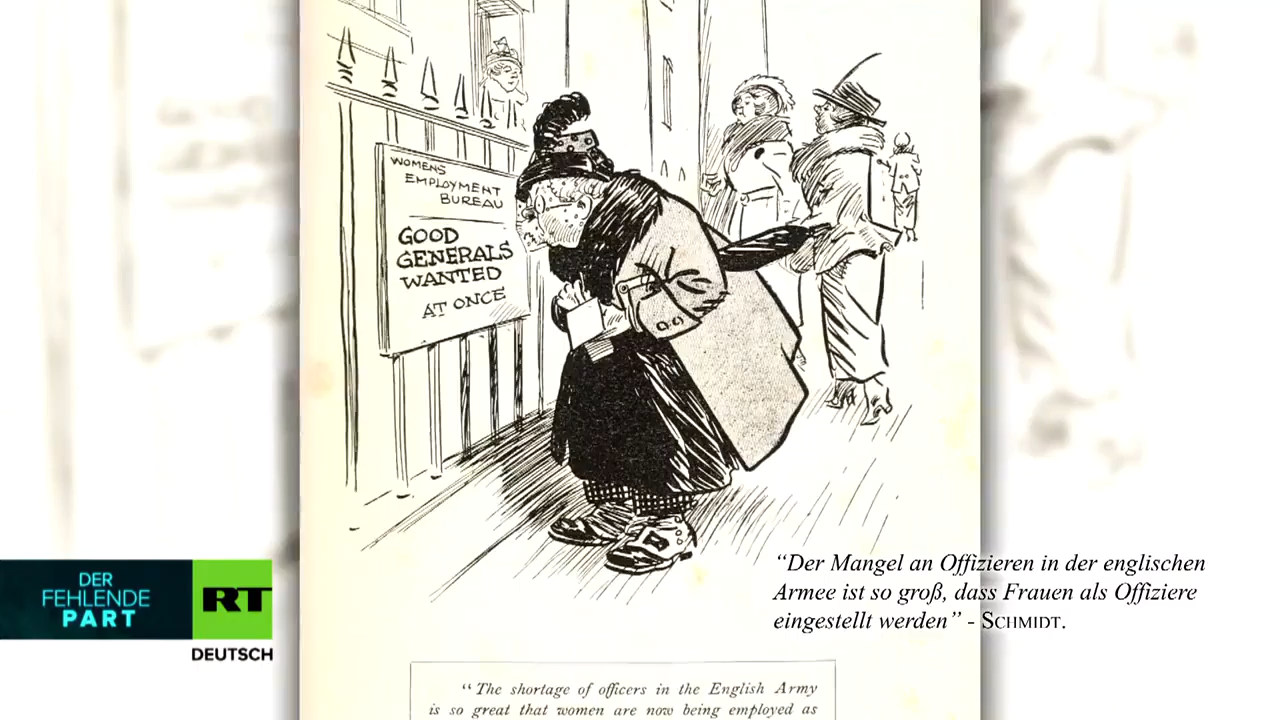 WOMENS
EMPLOYMENT
BUREAU
GOOD
GENERALS
WANTED
AT ONCE
“Der Mangel an Offizieren in der englischen
Armee ist so groß, dass Frauen als Offiziere
eingestellt werden” - SCHMIDT.
DER
FEHLENDE
PART
RT
DEUTSCH
“The shortage of officers in the English Army
is so great that women are now being employed as